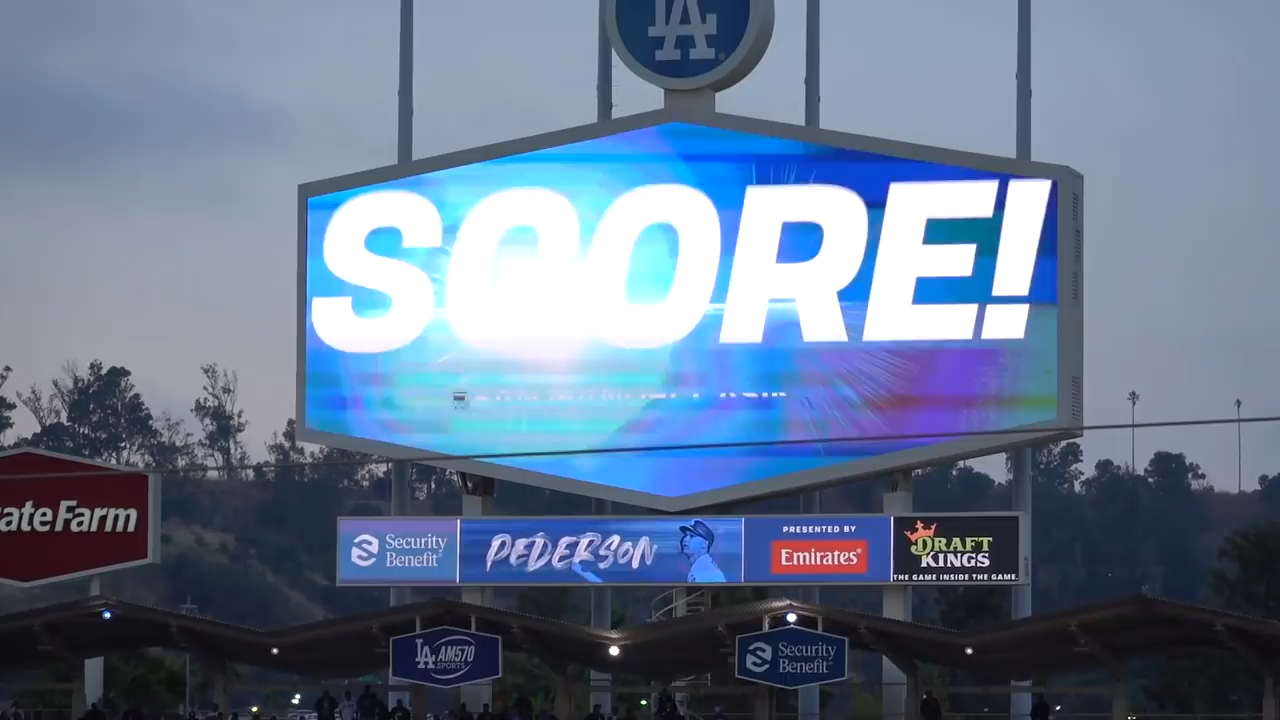 LA
SCORE!
ateFarm
Security
Benefit
PEDERSON
PRESENTED BY
Emirates
DRAFT
KINGS
THE GAME INSIDE THE GAME.
LA AM570
SPORTS
Security
Benefit